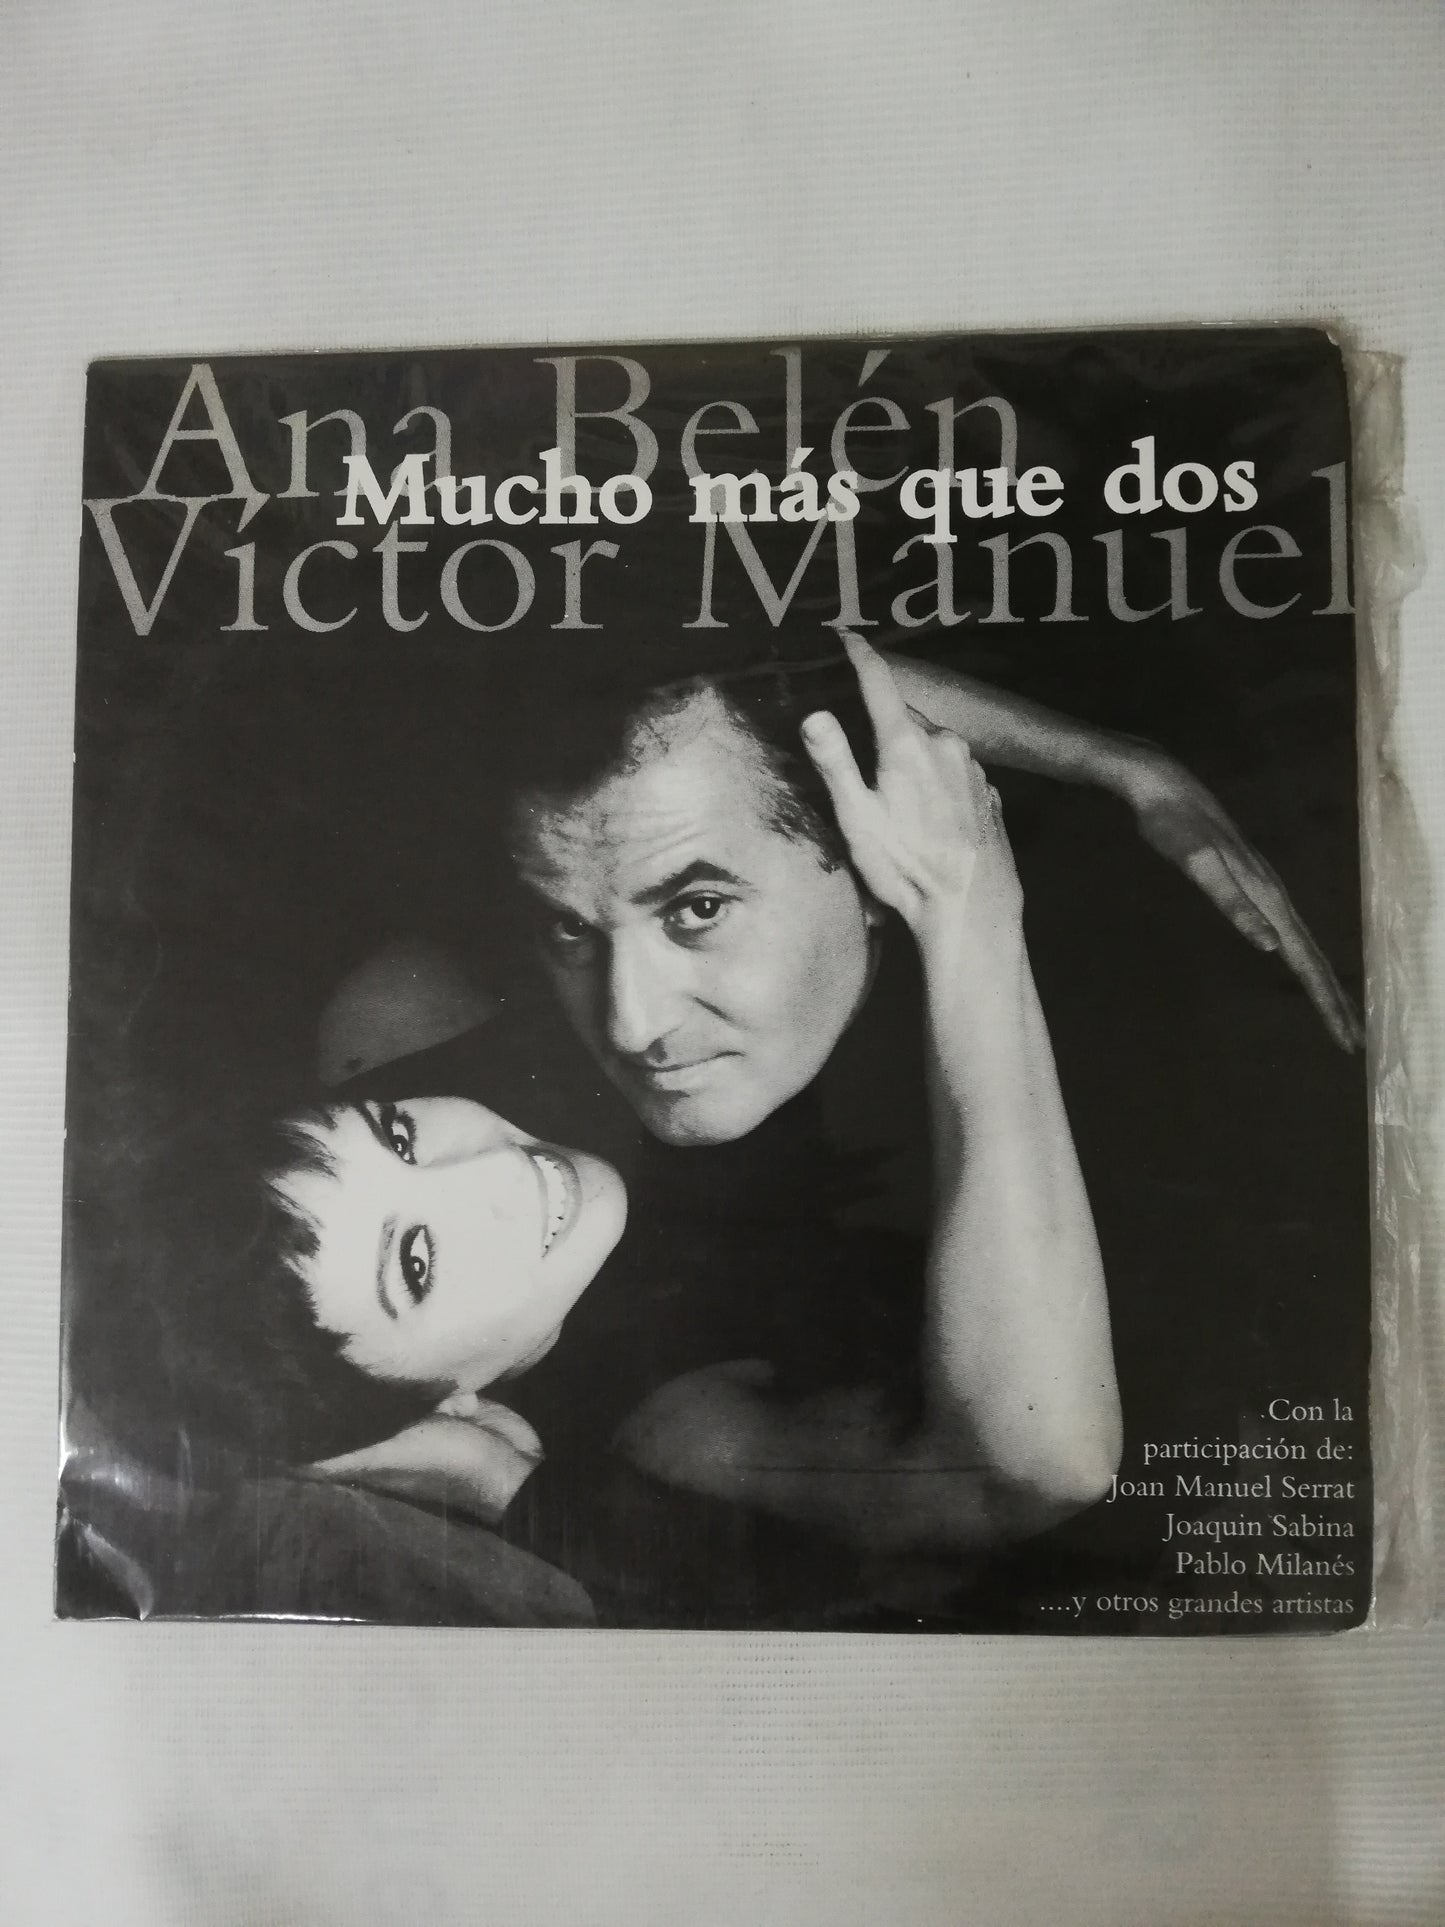 Ana Belén
Mucho más que dos
Víctor Manuel
.Con la
participación de:
Joan Manuel Serrat
Joaquin Sabina
Pablo Milanés
....y otros grandes artistas